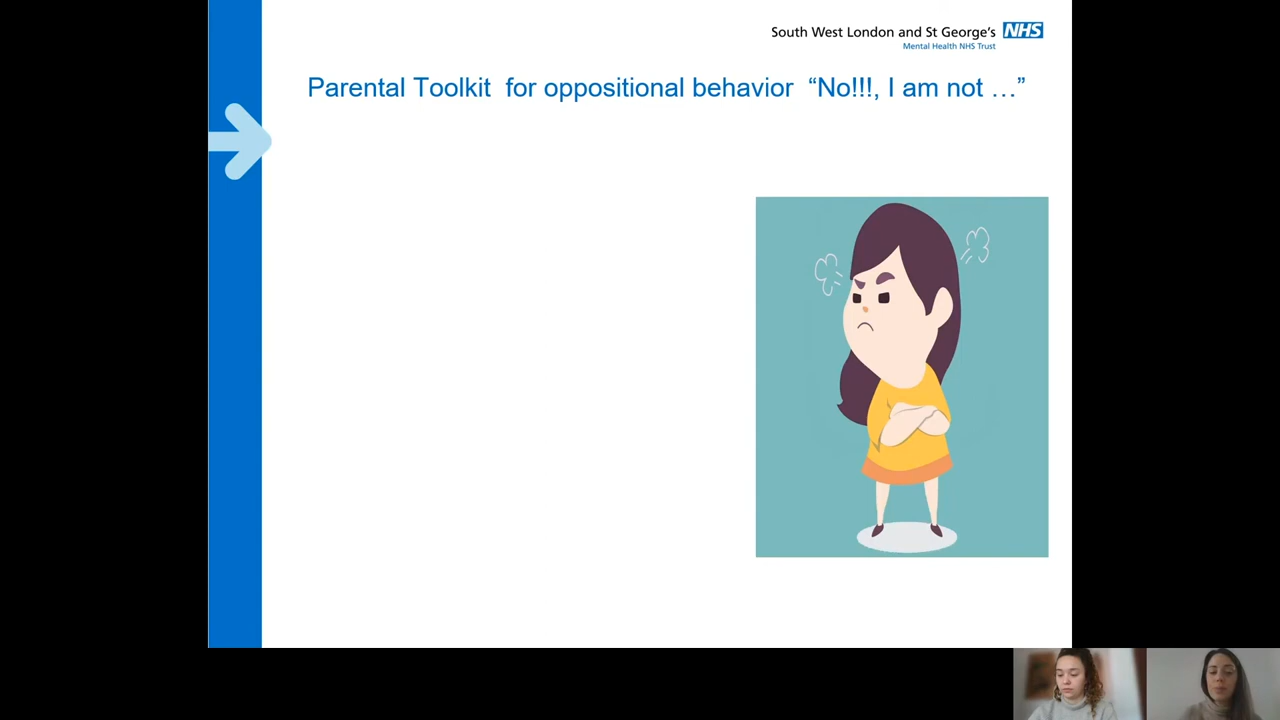 South West London and St George's NHS
Mental Health NHS Trust
Parental Toolkit for oppositional behavior “No!!!, I am not …”